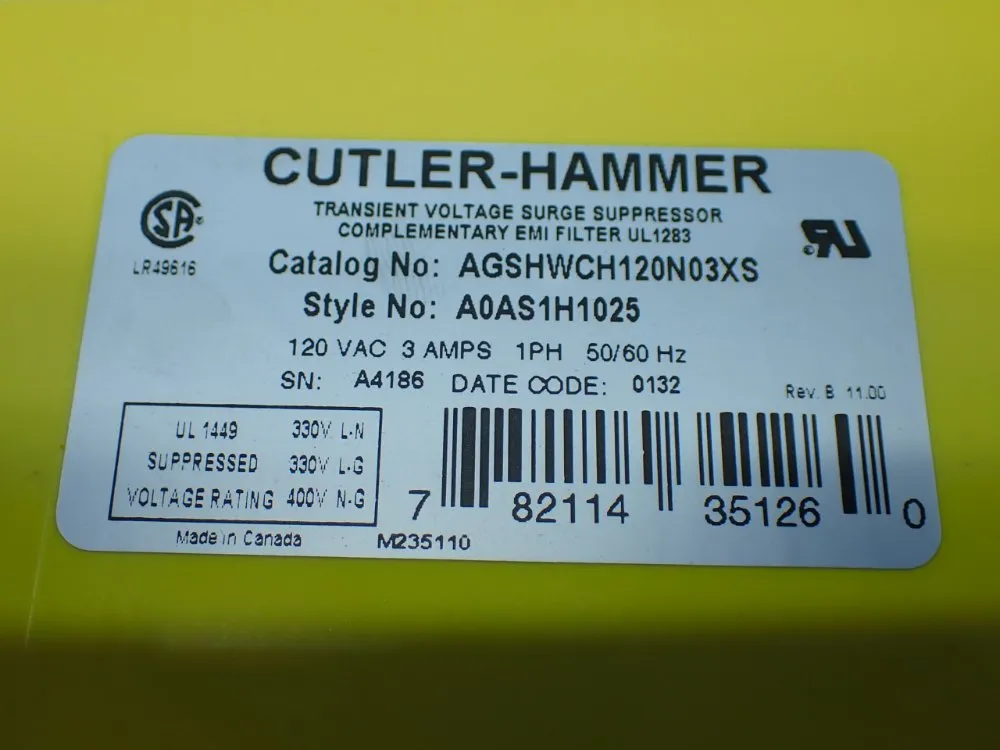 CUTLER-HAMMER
TRANSIENT VOLTAGE SURGE SUPPRESSOR
COMPLEMENTARY EMI FILTER UL1283
SA
LR49616
RU
Catalog No: AGSHWCH120N03XS
Style No: A0AS1H1025
120 VAC 3 AMPS 1PH 50/60 Hz
SN: A4186 DATE CODE: 0132
Rev. B 11.00
UL 1449 330V L-N
SUPPRESSED 330V L-G
VOLTAGE RATING 400V N-G
7 82114 35126 0
Made in Canada
M235110